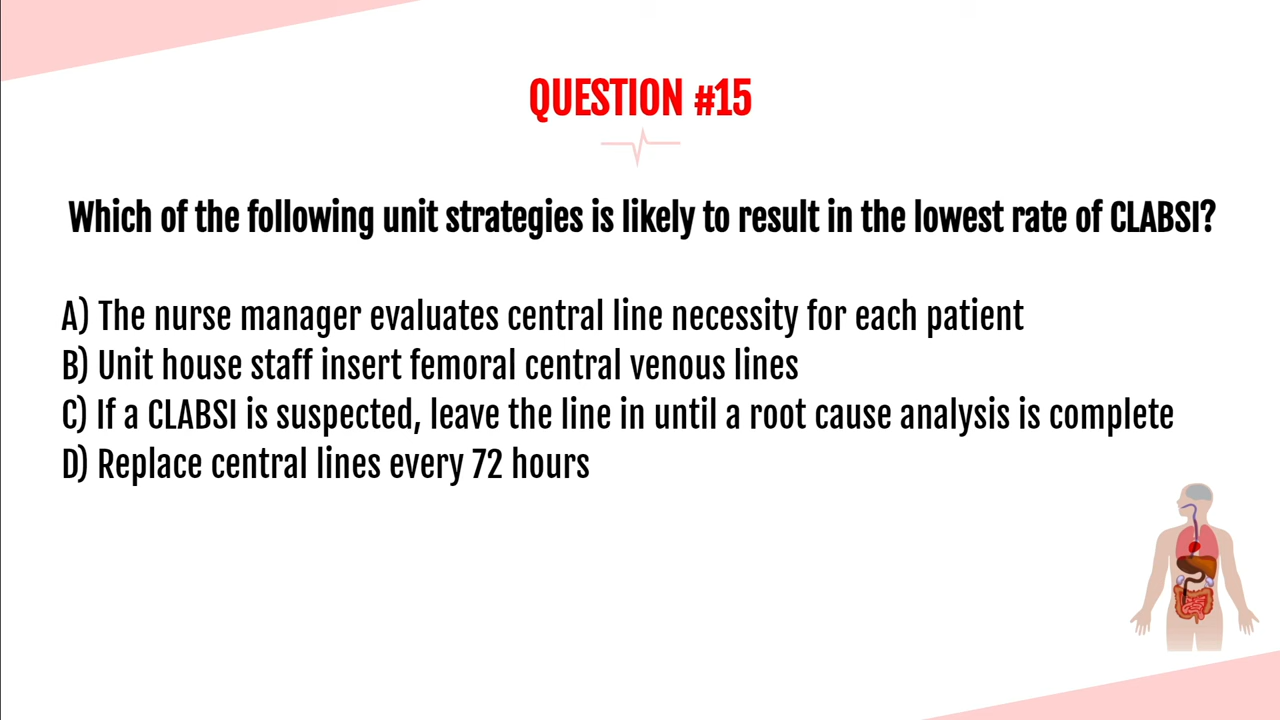 QUESTION #15
Which of the following unit strategies is likely to result in the lowest rate of CLABSI?
A) The nurse manager evaluates central line necessity for each patient
B) Unit house staff insert femoral central venous lines
C) If a CLABSI is suspected, leave the line in until a root cause analysis is complete
D) Replace central lines every 72 hours